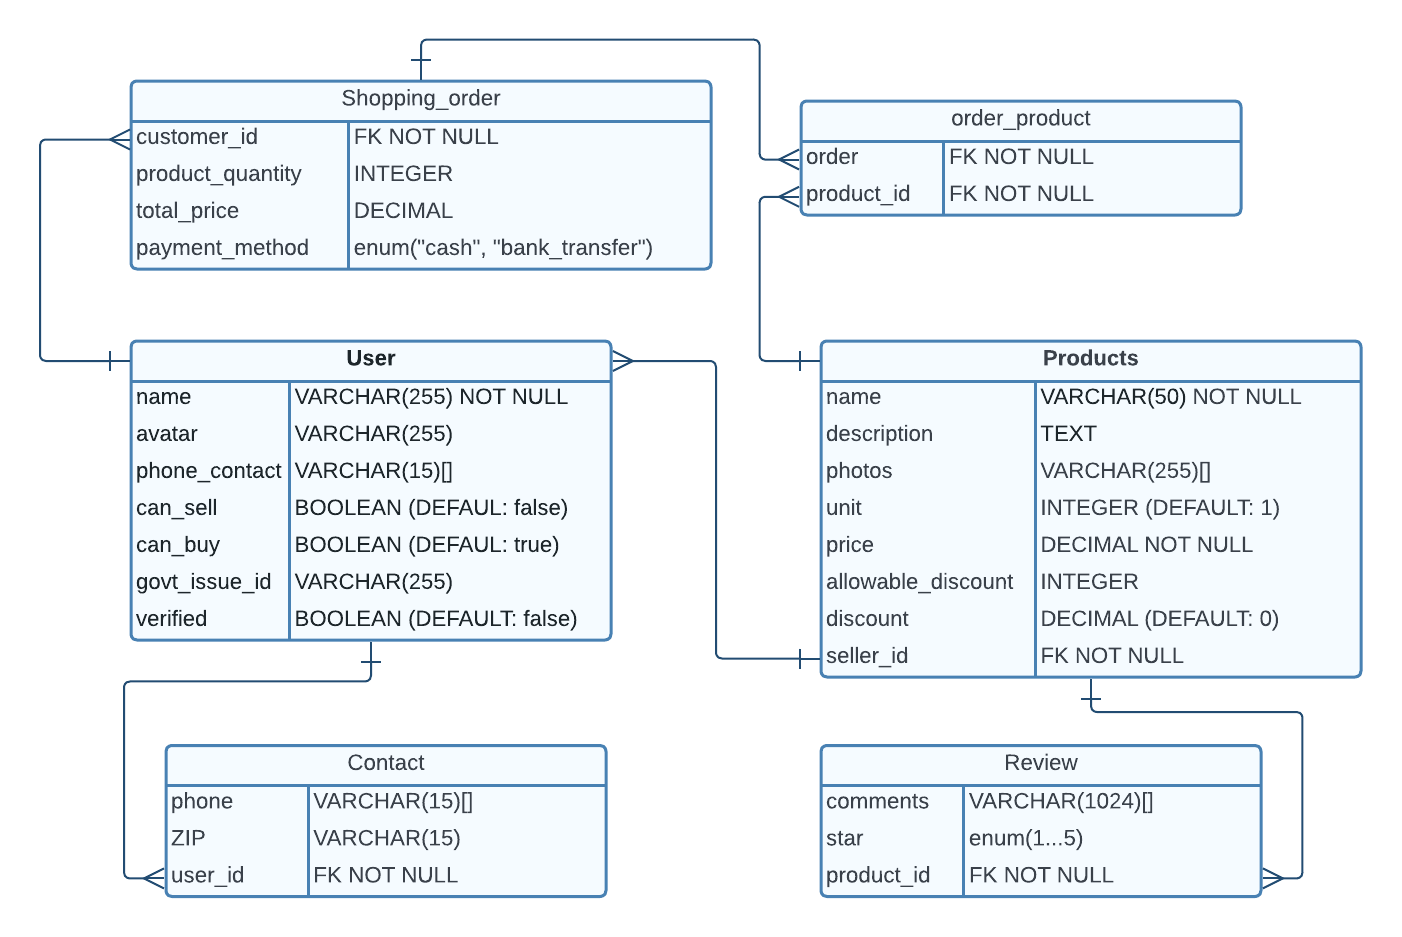 Shopping_order
customer_id FK NOT NULL
product_quantity INTEGER
total_price DECIMAL
payment_method enum("cash", "bank_transfer")
order_product
order FK NOT NULL
product_id FK NOT NULL
User
name VARCHAR(255) NOT NULL
avatar VARCHAR(255)
phone_contact VARCHAR(15)[]
can_sell BOOLEAN (DEFAUL: false)
can_buy BOOLEAN (DEFAUL: true)
govt_issue_id VARCHAR(255)
verified BOOLEAN (DEFAULT: false)
Products
name VARCHAR(50) NOT NULL
description TEXT
photos VARCHAR(255)[]
unit INTEGER (DEFAULT: 1)
price DECIMAL NOT NULL
allowable_discount INTEGER
discount DECIMAL (DEFAULT: 0)
seller_id FK NOT NULL
Contact
phone VARCHAR(15)[]
ZIP VARCHAR(15)
user_id FK NOT NULL
Review
comments VARCHAR(1024)[]
star enum(1...5)
product_id FK NOT NULL